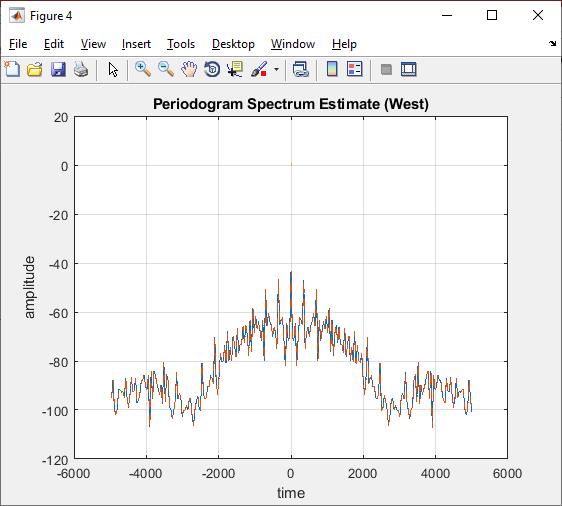 Figure 4
File Edit View Insert Tools Desktop Window Help
Periodogram Spectrum Estimate (West)
20
0
-20
-40
-60
-80
-100
-120
amplitude
-6000 -4000 -2000 0 2000 4000 6000
time